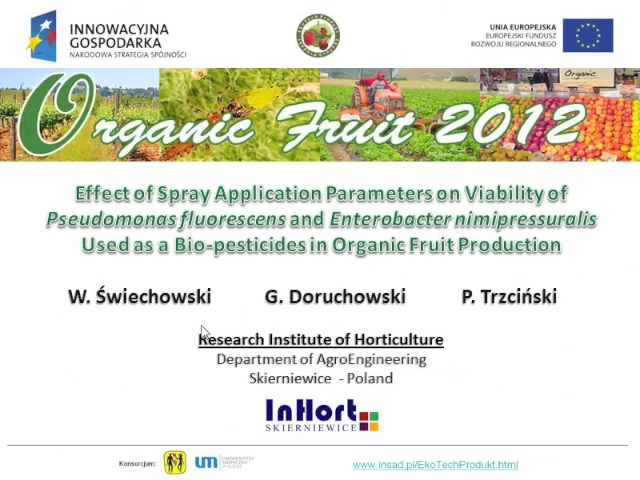 INNOWACYJNA
GOSPODARKA
NARODOWA STRATEGIA SPÓJNOŚCI
UNIA EUROPEJSKA
EUROPEJSKI FUNDUSZ
ROZWOJU REGIONALNEGO
Organic
Organic Fruit 2012
Effect of Spray Application Parameters on Viability of
Pseudomonas fluorescens and Enterobacter nimipressuralis
Used as a Bio-pesticides in Organic Fruit Production
W. Świechowski G. Doruchowski P. Trzciński
Research Institute of Horticulture
Department of AgroEngineering
Skierniewice - Poland
InHort
SKIERNIEWICE
Konsorcjum:
um
www.insad.pl/EkoTechProdukt.html